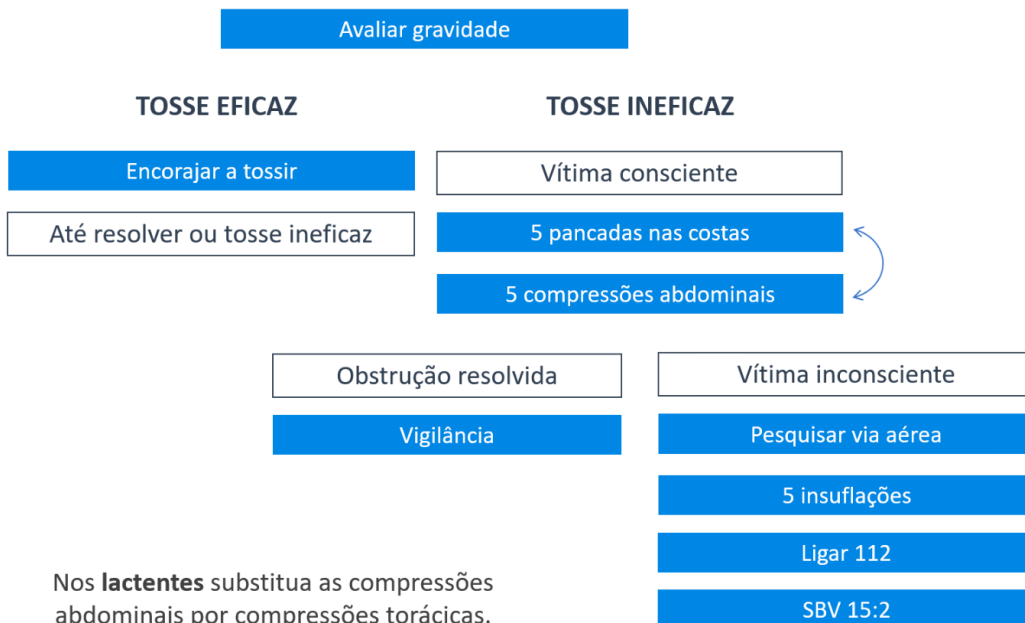 Avaliar gravidade
TOSSE EFICAZ
Encorajar a tossir
Até resolver ou tosse ineficaz
TOSSE INEFICAZ
Vítima consciente
5 pancadas nas costas
5 compressões abdominais
Obstrução resolvida
Vigilância
Vítima inconsciente
Pesquisar via aérea
5 insuflações
Ligar 112
SBV 15:2
Nos lactentes substitua as compressões
abdominais por compressões torácicas.